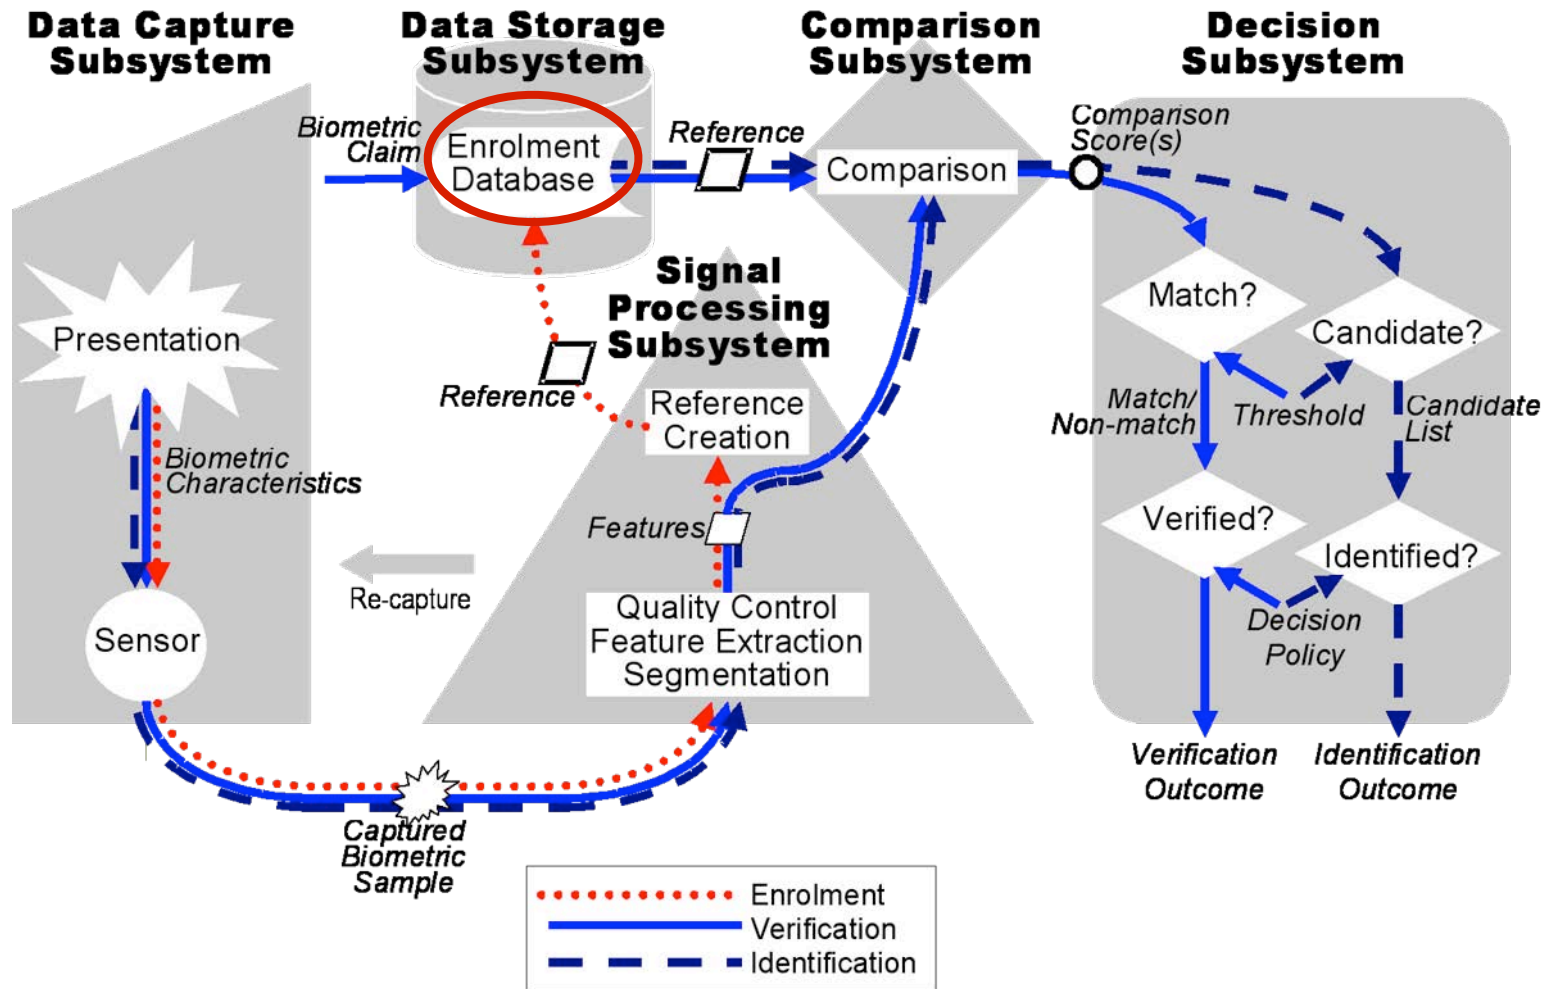 Data Capture
Subsystem
Data Storage
Subsystem
Comparison
Subsystem
Decision
Subsystem
Biometric
Claim
Enrolment
Database
Reference
Comparison
Comparison
Score(s)
Presentation
Biometric
Characteristics
Sensor
Captured
Biometric
Sample
Re-capture
Signal
Processing
Subsystem
Reference
Reference
Creation
Features
Quality Control
Feature Extraction
Segmentation
Match?
Candidate?
Match/
Non-match
Threshold
Candidate
List
Verified?
Identified?
Decision
Policy
Verification
Outcome
Identification
Outcome
Enrolment
Verification
Identification